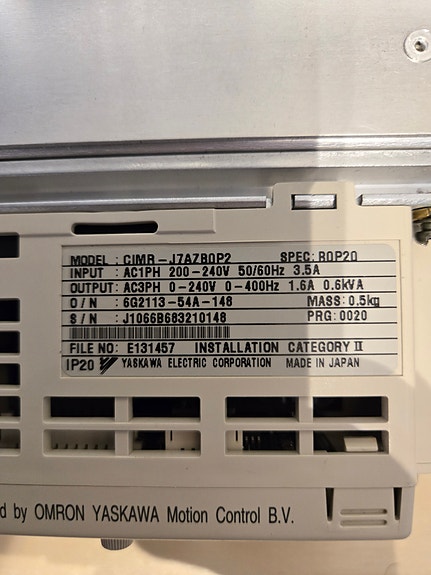 MODEL : CIMR-J7AZB0P2 SPEC: B0P20
INPUT : AC1PH 200-240V 50/60Hz 3.5A
OUTPUT: AC3PH 0-240V 0-400Hz 1.6A 0.6kVA
O / N : 6G2113-54A-148 MASS: 0.5kg
S / N : J1066B683210148 PRG: 0020
FILE NO: E131457 INSTALLATION CATEGORY II
IP20 YASKAWA ELECTRIC CORPORATION MADE IN JAPAN
d by OMRON YASKAWA Motion Control B.V.